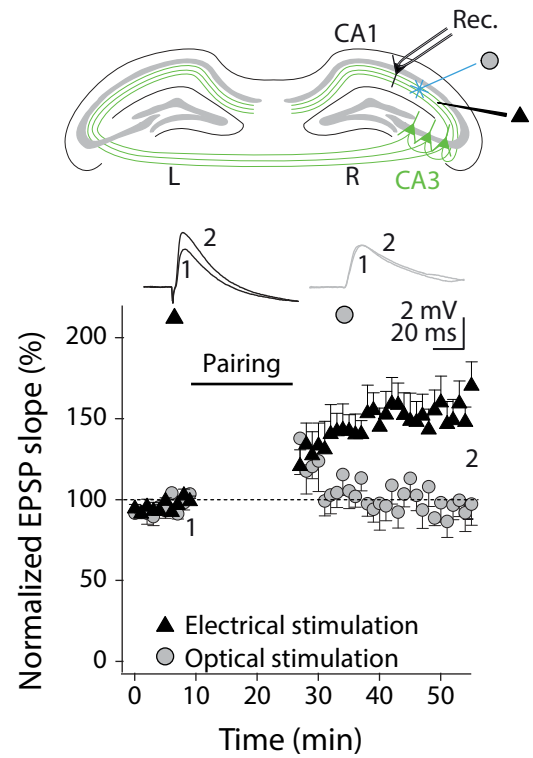 CA1
Rec.
L
R
CA3
2
1
1
2
2 mV
20 ms
Pairing
Normalized EPSP slope (%)
200
150
100
50
0
1
2
Electrical stimulation
Optical stimulation
0
10
20
30
40
50
Time (min)